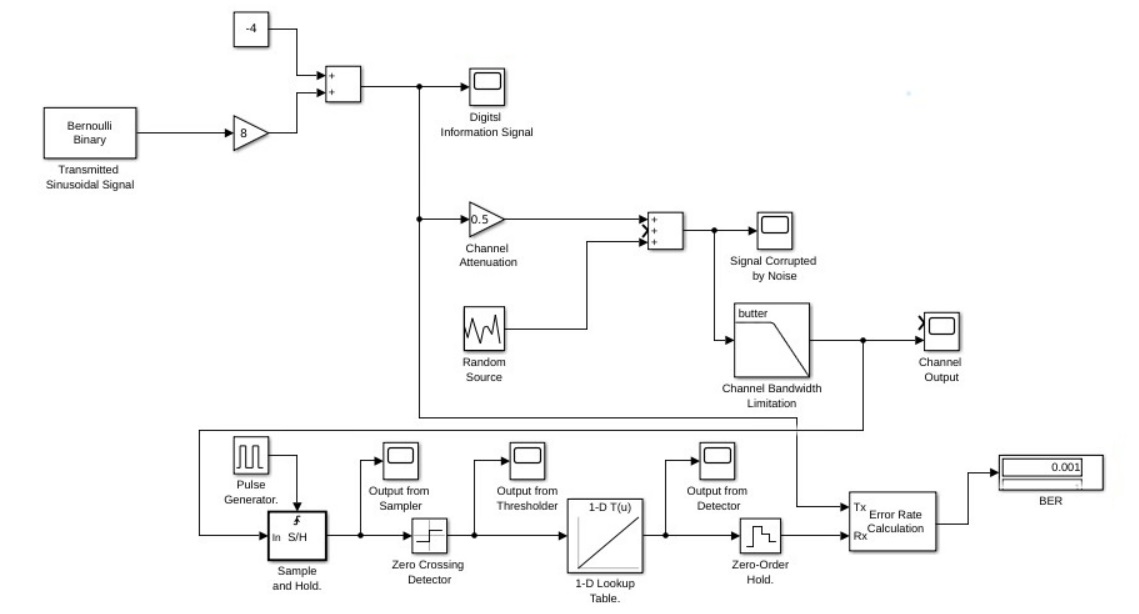 -4
+
+
Digitsl
Information Signal
Bernoulli
Binary
8
Transmitted
Sinusoidal Signal
0.5
+
+
+
Channel
Attenuation
Signal Corrupted
by Noise
Random
Source
butter
Channel Bandwidth
Limitation
Channel
Output
Pulse
Generator.
Output from
Sampler
Output from
Thresholder
Output from
Detector
0.001
BER
In S/H
Sample
and Hold.
Zero Crossing
Detector
1-D T(u)
1-D Lookup
Table.
Zero-Order
Hold.
Tx
Error Rate
Calculation
Rx